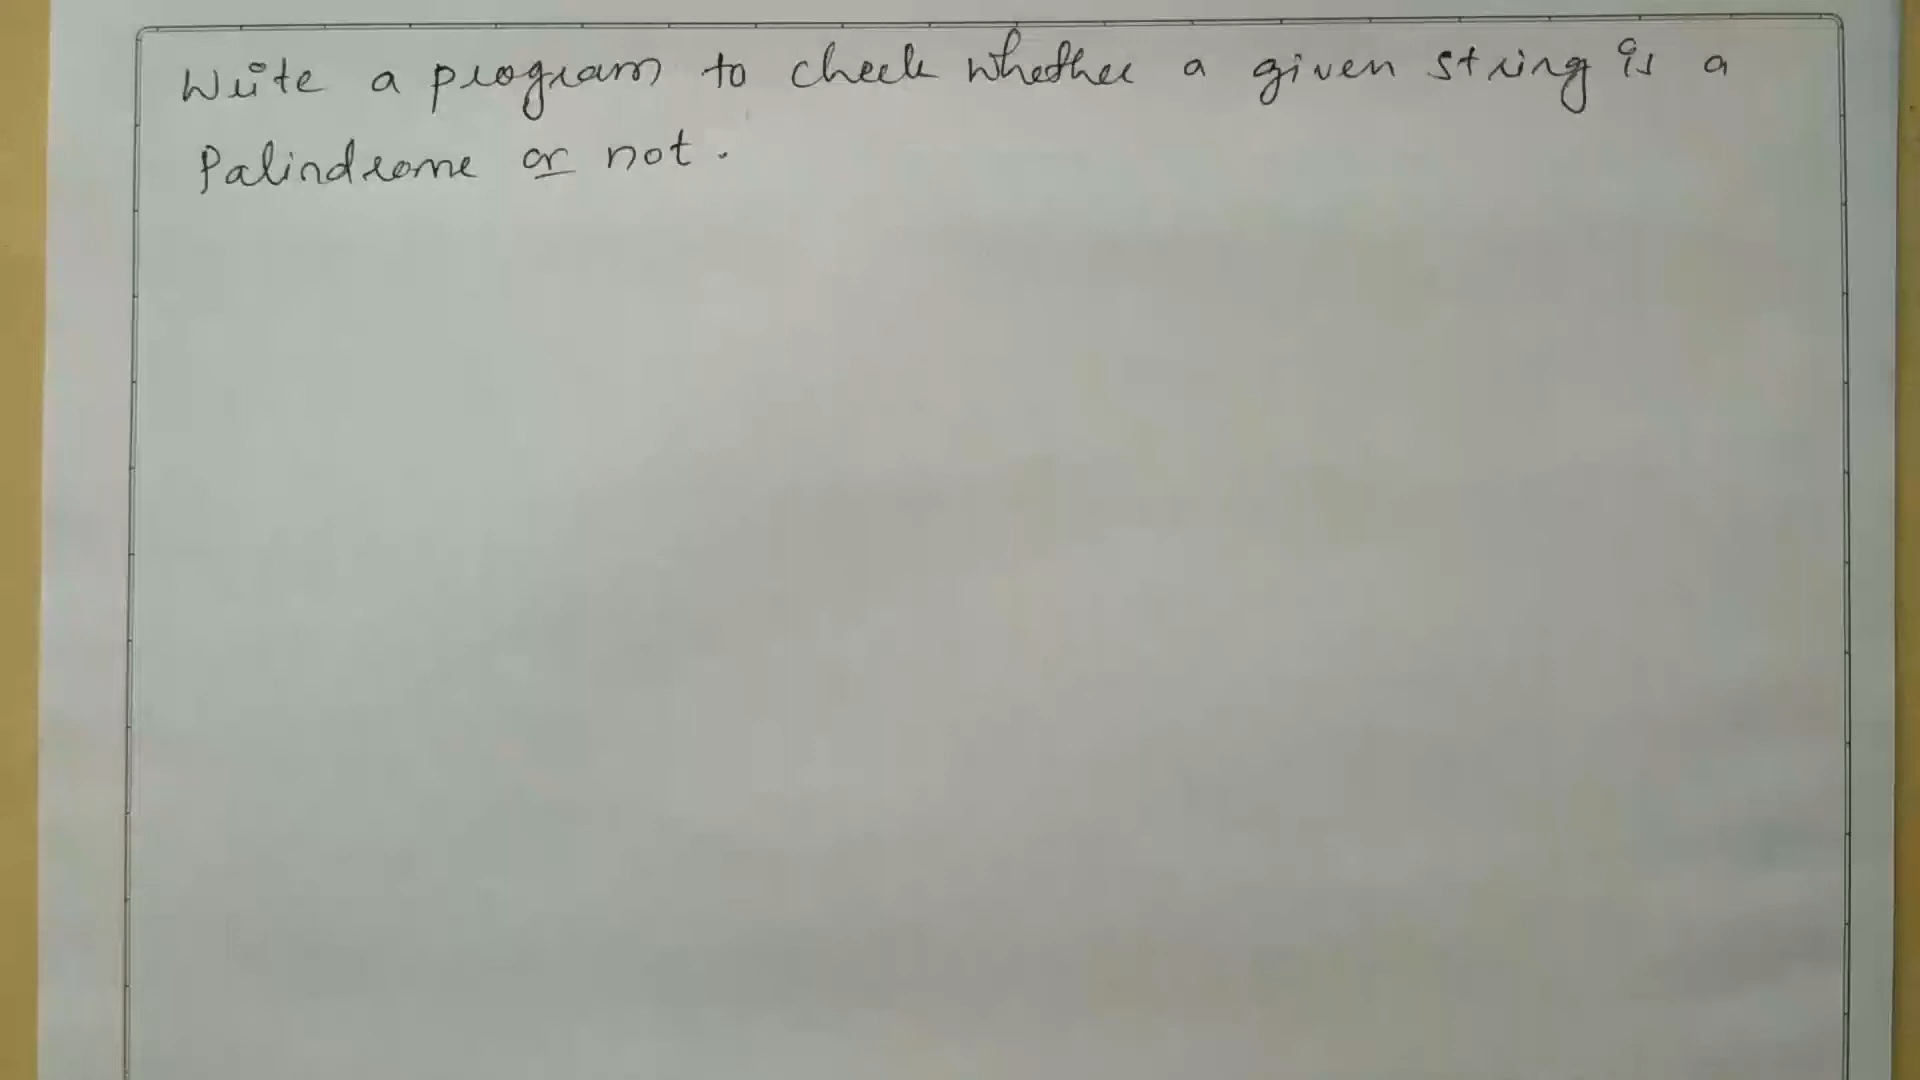 Write a program to check whether a given string is a
Palindrome or not.